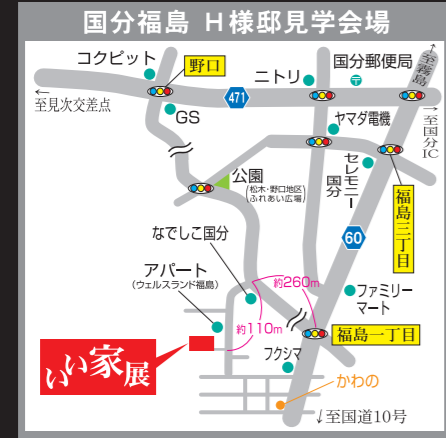 国分福島 H様邸見学会場
コクピット
野口
ニトリ
国分郵便局
〒
至霧島
←
至見次交差点
GS
471
ヤマダ電機
→至国分IC
セレモニー国分
福島三丁目
公園
(松木・野口地区
ふれあい広場)
なでしこ国分
60
アパート
(ウェルスランド福島)
約260m
ファミリー
マート
約110m
福島一丁目
いい家展
フクシマ
かわの
↓至国道10号